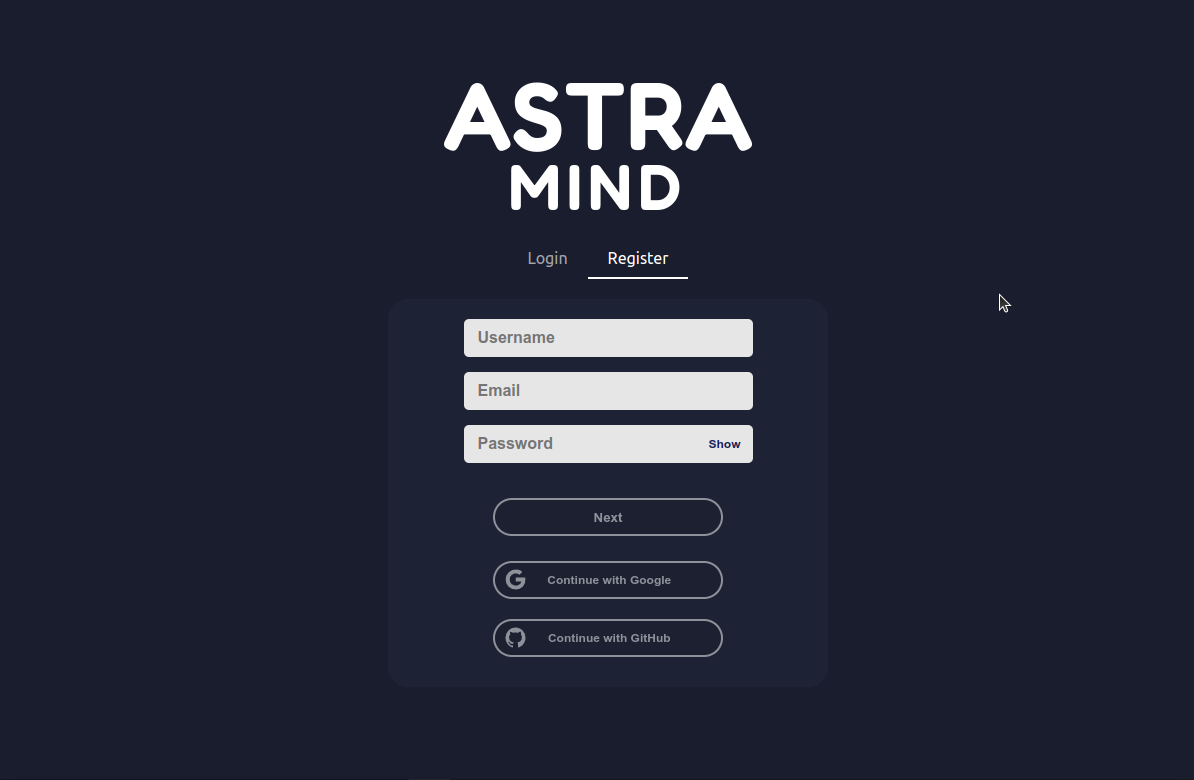 ASTRA
MIND
Login Register
Username
Email
Password Show
Next
Continue with Google
Continue with GitHub